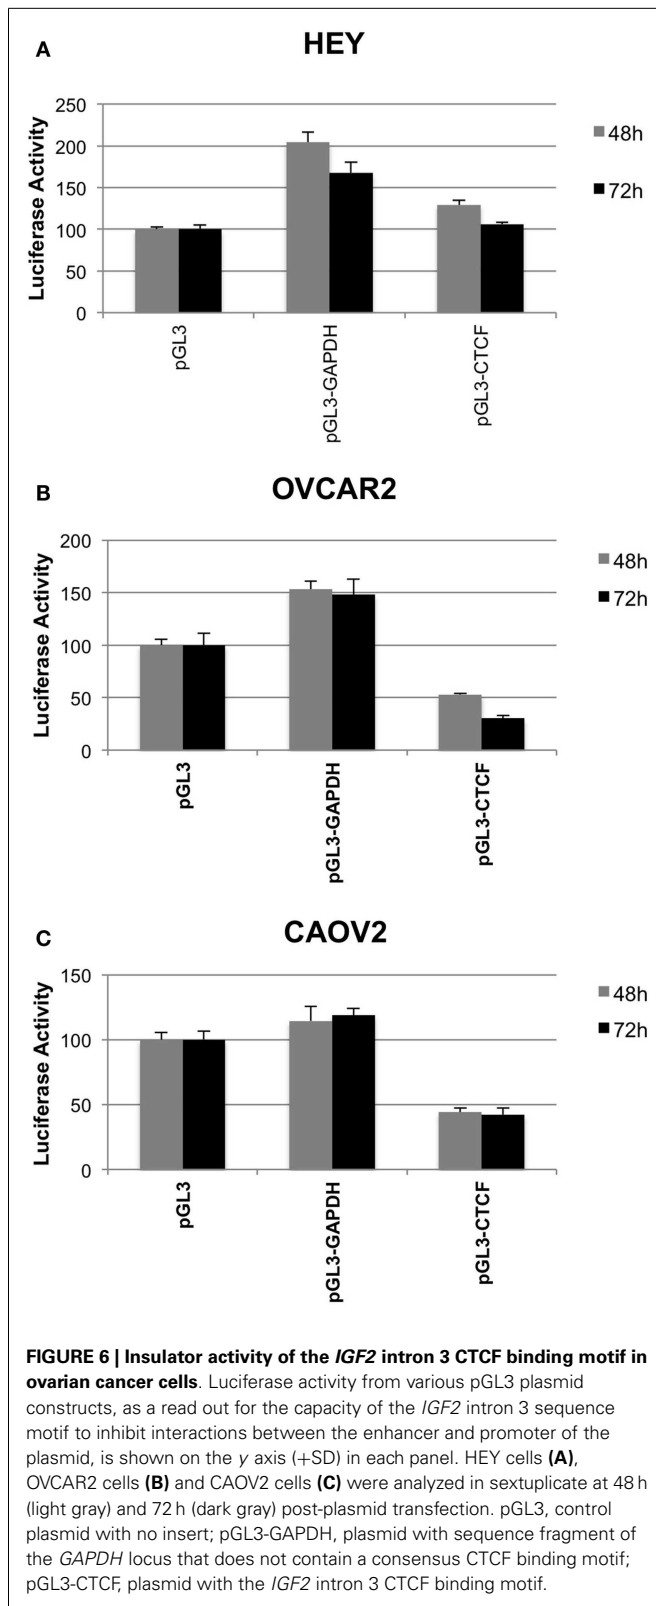 A
HEY
Luciferase Activity
250
200
150
100
50
0
48h
72h
pGL3
pGL3-GAPDH
pGL3-CTCF
B
OVCAR2
Luciferase Activity
200
150
100
50
0
48h
72h
pGL3
pGL3-GAPDH
pGL3-CTCF
C
CAOV2
Luciferase Activity
150
100
50
0
48h
72h
pGL3
pGL3-GAPDH
pGL3-CTCF
FIGURE 6 | Insulator activity of the IGF2 intron 3 CTCF binding motif in
ovarian cancer cells. Luciferase activity from various pGL3 plasmid
constructs, as a read out for the capacity of the IGF2 intron 3 sequence
motif to inhibit interactions between the enhancer and promoter of the
plasmid, is shown on the y axis (+SD) in each panel. HEY cells (A),
OVCAR2 cells (B) and CAOV2 cells (C) were analyzed in sextuplicate at 48 h
(light gray) and 72 h (dark gray) post-plasmid transfection. pGL3, control
plasmid with no insert; pGL3-GAPDH, plasmid with sequence fragment of
the GAPDH locus that does not contain a consensus CTCF binding motif;
pGL3-CTCF, plasmid with the IGF2 intron 3 CTCF binding motif.